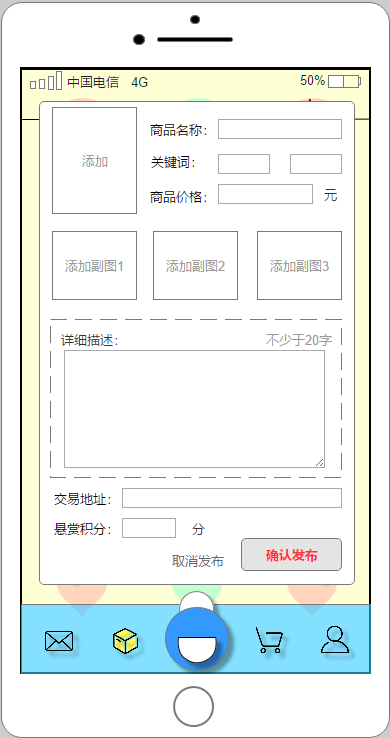 中国电信 4G 50%
添加
商品名称：
关键词：
商品价格： 元
添加副图1 添加副图2 添加副图3
详细描述： 不少于20字
交易地址：
悬赏积分： 分
取消发布 确认发布